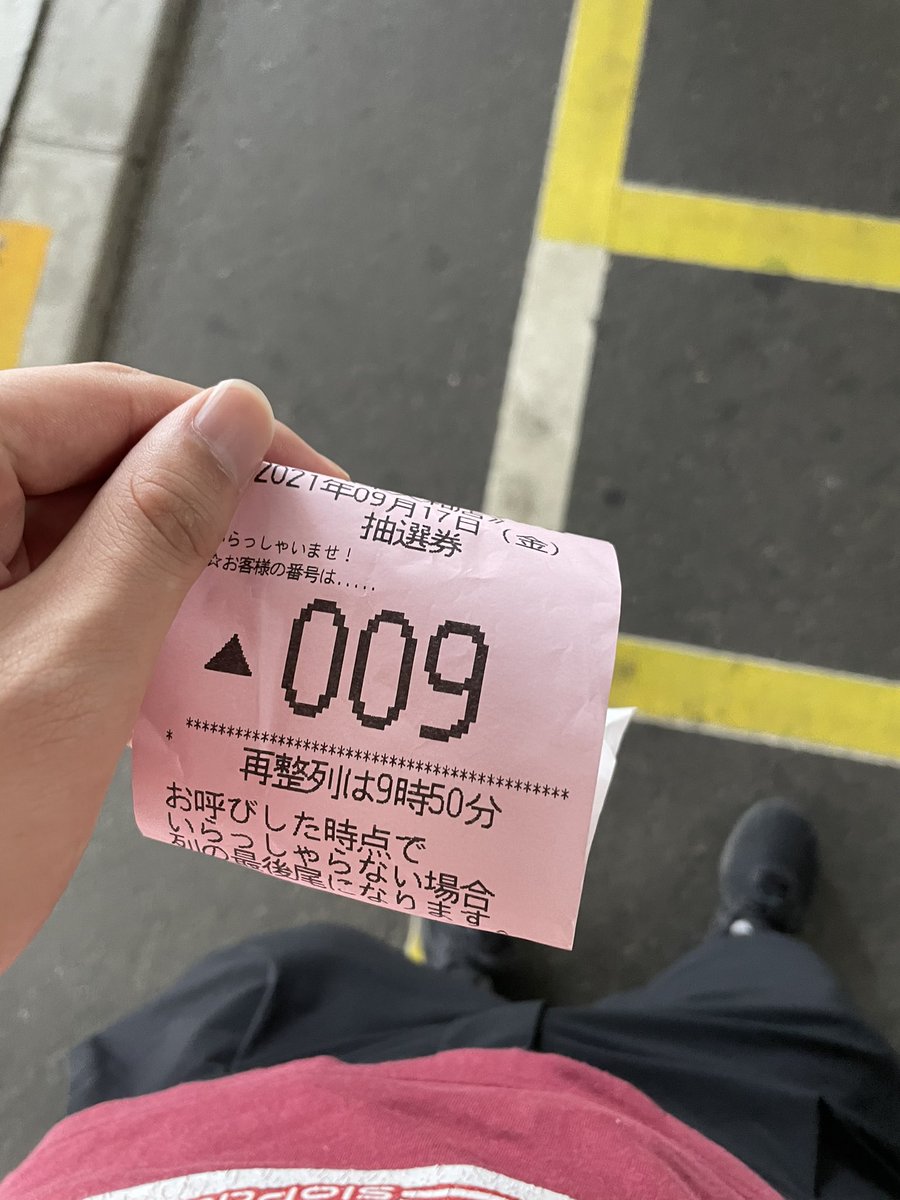 2021年09月17日(金)
抽選券
らっしゃいませ!
☆お客様の番号は.....
▲009
再整列は9時50分
お呼びした時点で
いらっしゃらない場合
列の最後尾になります。